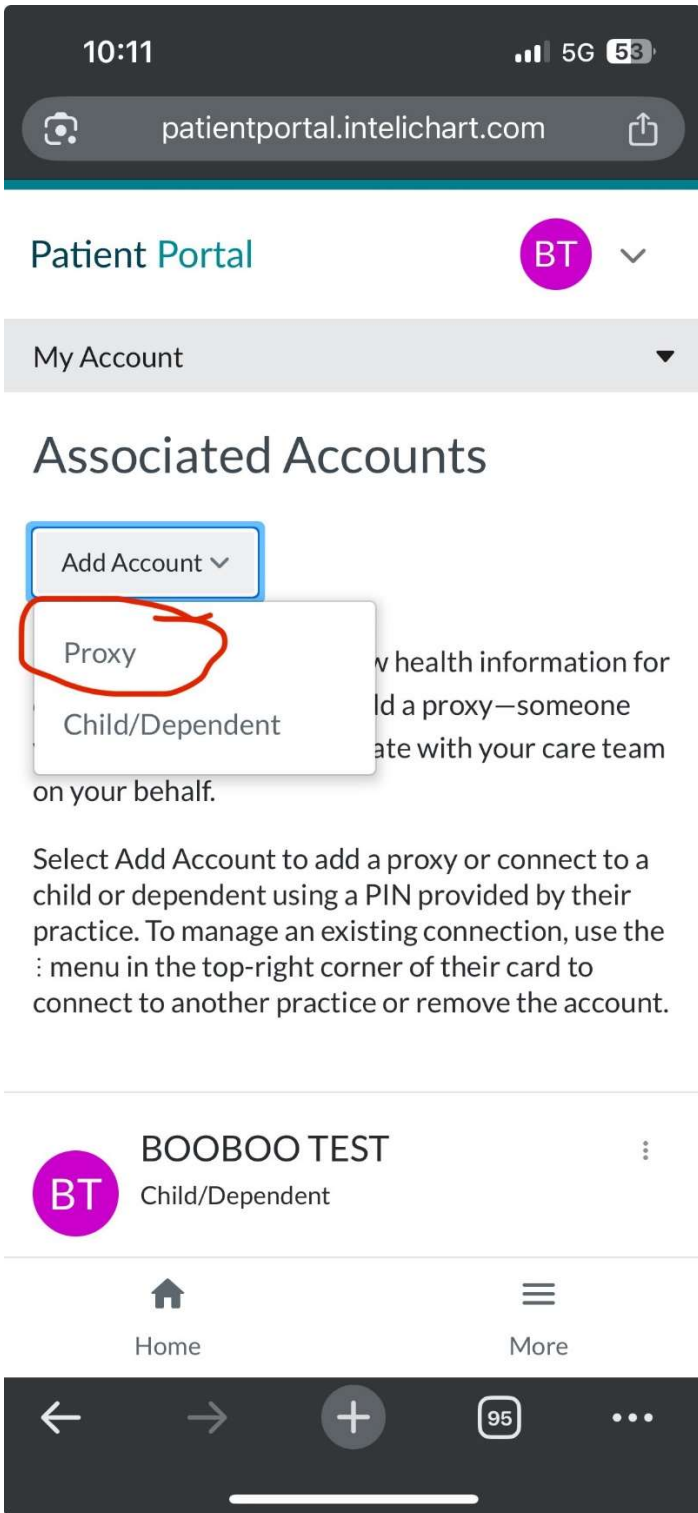 10:11 5G 53
patientportal.intelichart.com
Patient Portal BT
My Account
Associated Accounts
Add Account
Proxy
Child/Dependent
health information for
a proxy—someone
with your care team
on your behalf.
Select Add Account to add a proxy or connect to a
child or dependent using a PIN provided by their
practice. To manage an existing connection, use the
⋮ menu in the top-right corner of their card to
connect to another practice or remove the account.
BOOBOO TEST
BT Child/Dependent
Home More
95